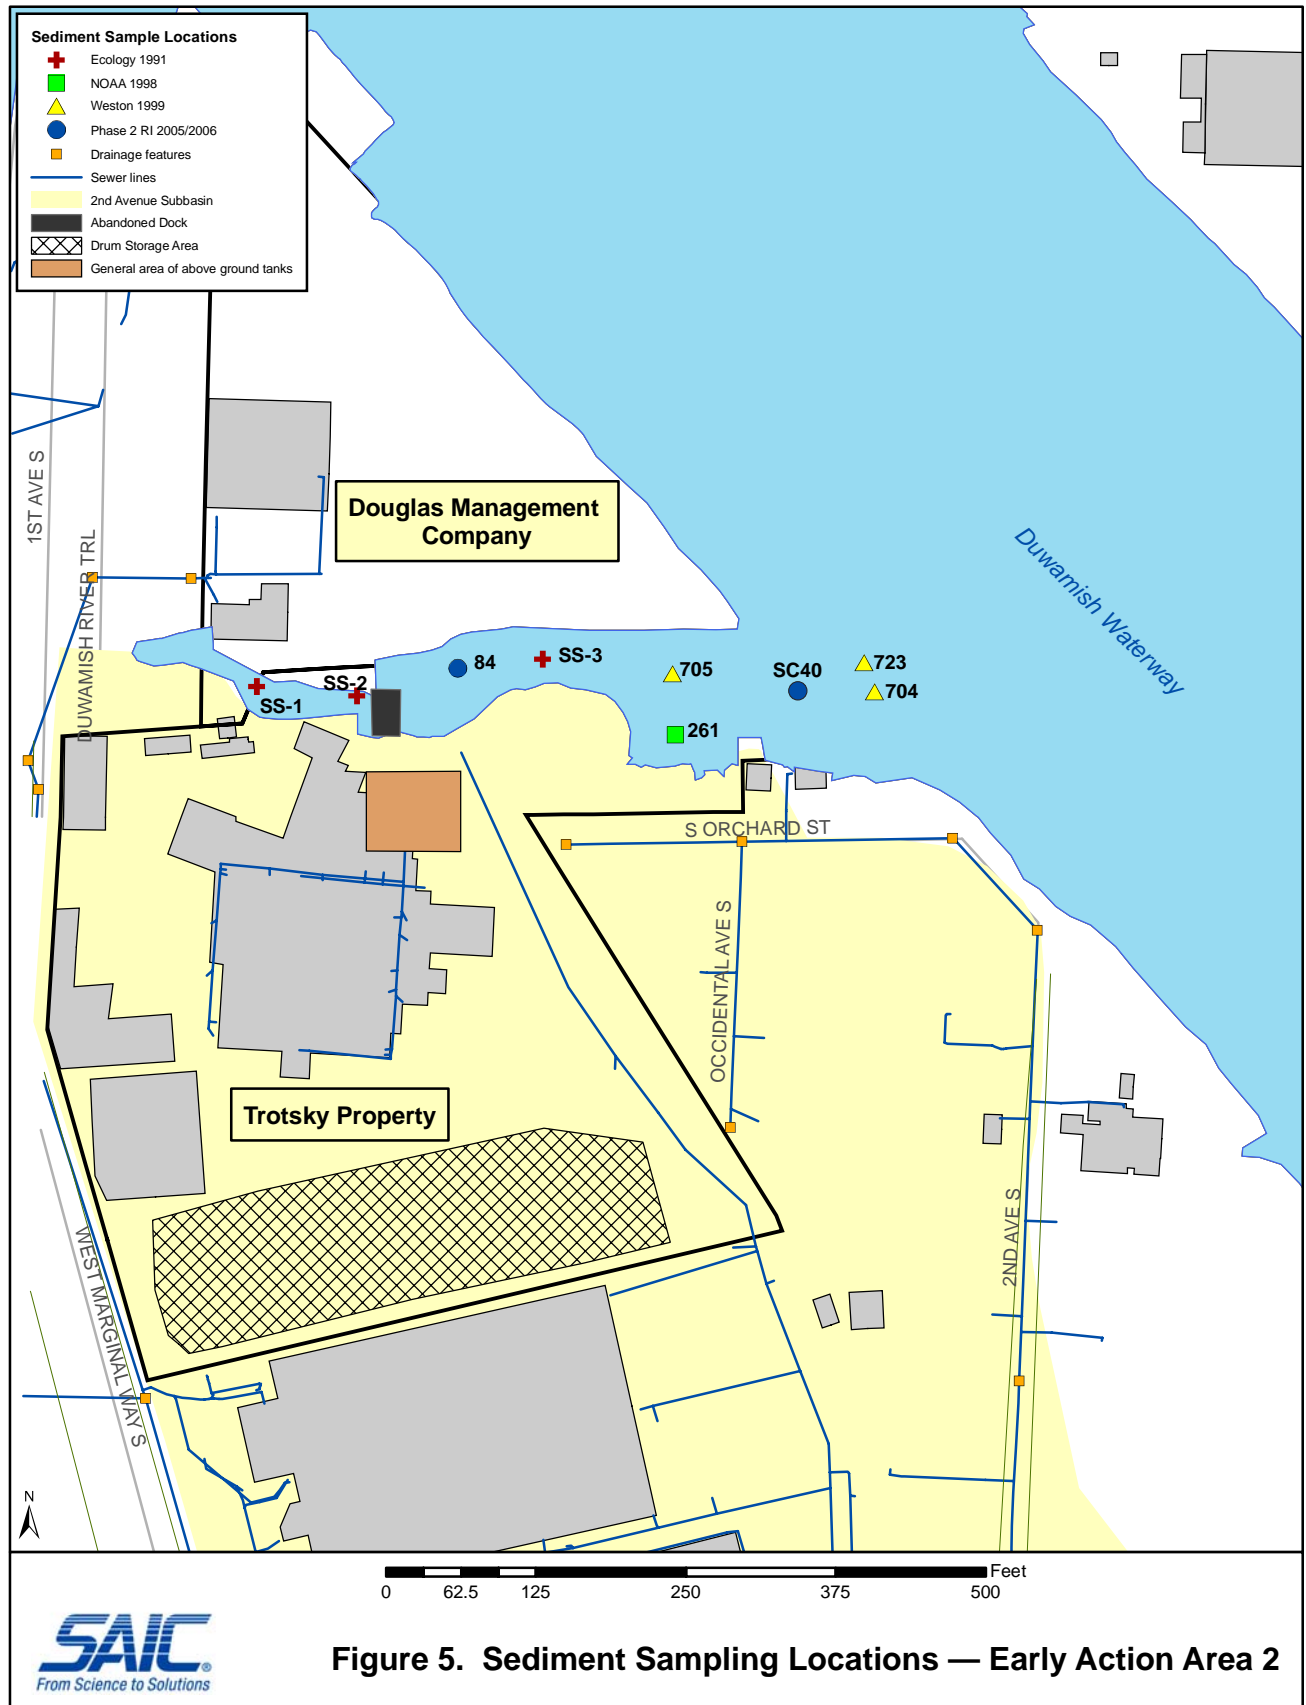 Sediment Sample Locations
Ecology 1991
NOAA 1998
Weston 1999
Phase 2 RI 2005/2006
Drainage features
Sewer lines
2nd Avenue Subbasin
Abandoned Dock
Drum Storage Area
General area of above ground tanks
1ST AVE S
DUWAMISH RIVER TRL
Douglas Management
Company
Duwamish Waterway
84
SS-3
705
SC40
723
704
SS-2
SS-1
261
S ORCHARD ST
OCCIDENTAL AVE S
Trotsky Property
2ND AVE S
WEST MARGINAL WAY S
N
Feet
0 62.5 125 250 375 500
SAIC®
From Science to Solutions
Figure 5. Sediment Sampling Locations — Early Action Area 2